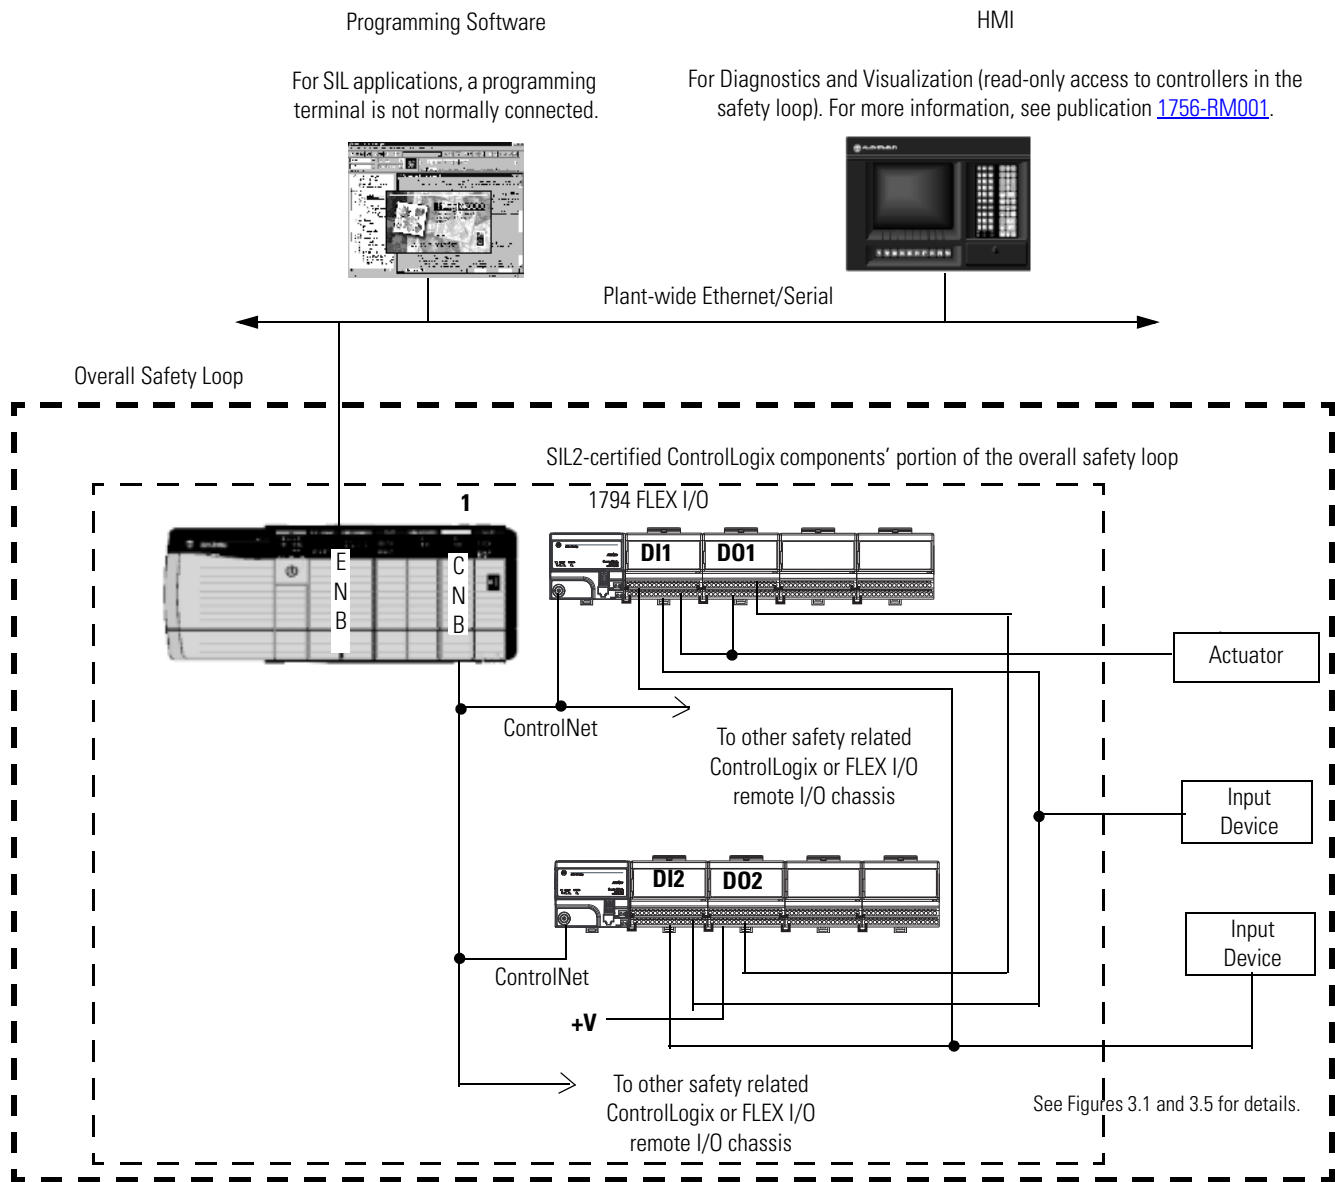 Programming Software
HMI
For SIL applications, a programming
terminal is not normally connected.
For Diagnostics and Visualization (read-only access to controllers in the
safety loop). For more information, see publication 1756-RM001.
Plant-wide Ethernet/Serial
Overall Safety Loop
SIL2-certified ControlLogix components’ portion of the overall safety loop
1
1794 FLEX I/O
E
N
B
C
N
B
DI1
DO1
Actuator
ControlNet
To other safety related
ControlLogix or FLEX I/O
remote I/O chassis
Input
Device
DI2
DO2
Input
Device
ControlNet
+V
To other safety related
ControlLogix or FLEX I/O
remote I/O chassis
See Figures 3.1 and 3.5 for details.